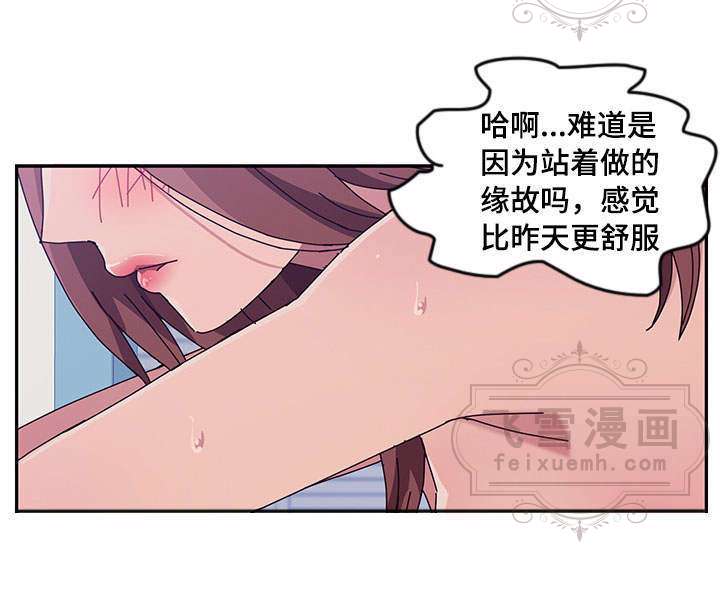 哈啊...难道是
因为站着做的
缘故吗，感觉
比昨天更舒服
飞雪漫画
feixuemh.com